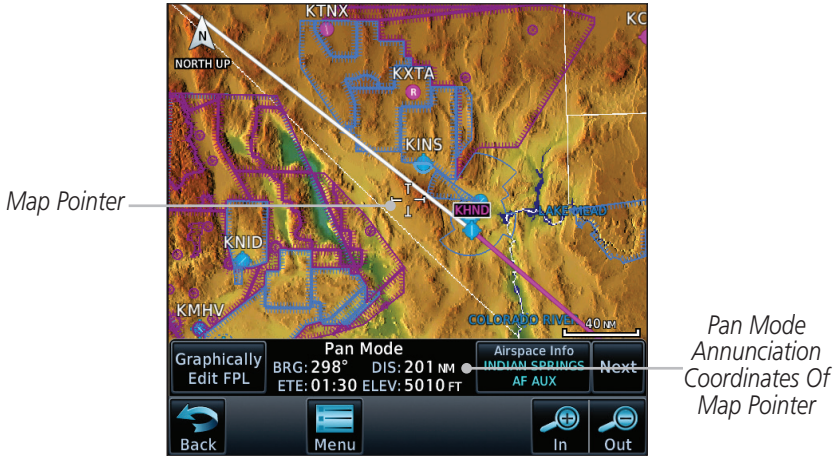 KTNX
KC
N
NORTH UP
KXTA
R
KINS
Map Pointer
KHND
LAKE MEAD
KNID
KMHV
COLORADO RIVER
40 NM
Graphically
Edit FPL
Pan Mode
BRG: 298° DIS: 201 NM
ETE: 01:30 ELEV: 5010 FT
Airspace Info
INDIAN SPRINGS
AF AUX
Next
Pan Mode
Annunciation
Coordinates Of
Map Pointer
Back
Menu
In
Out